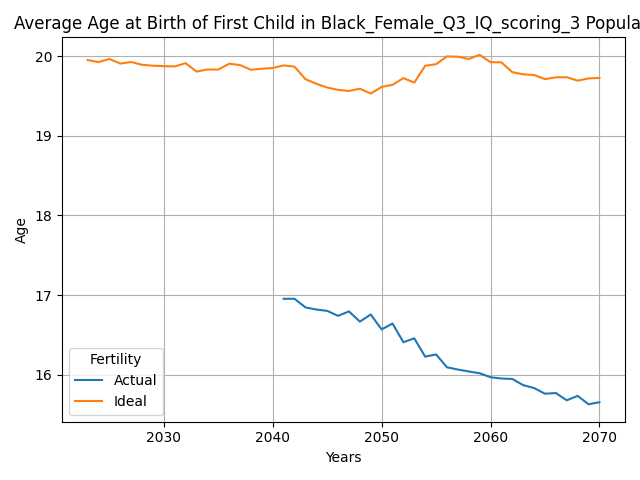 Average Age at Birth of First Child in Black_Female_Q3_IQ_scoring_3 Popula
20
19
18
17
16
Age
Fertility
Actual
Ideal
2030 2040 2050 2060 2070
Years